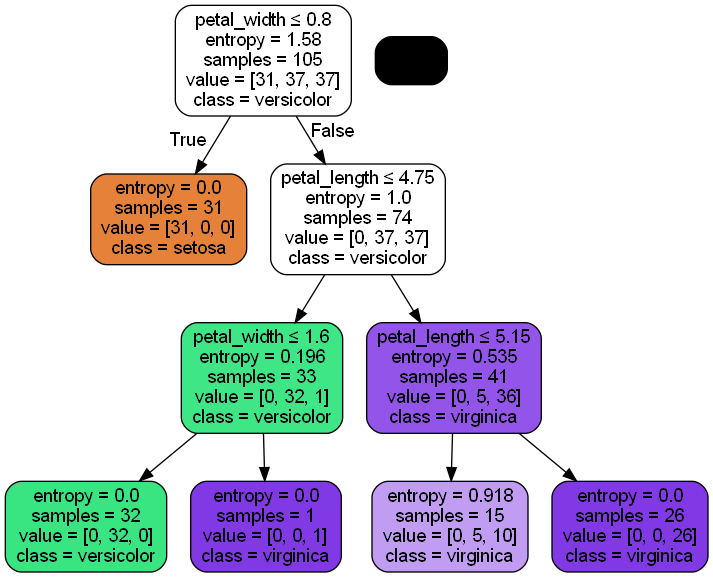 petal_width ≤ 0.8
entropy = 1.58
samples = 105
value = [31, 37, 37]
class = versicolor
True
False
entropy = 0.0
samples = 31
value = [31, 0, 0]
class = setosa
petal_length ≤ 4.75
entropy = 1.0
samples = 74
value = [0, 37, 37]
class = versicolor
petal_width ≤ 1.6
entropy = 0.196
samples = 33
value = [0, 32, 1]
class = versicolor
petal_length ≤ 5.15
entropy = 0.535
samples = 41
value = [0, 5, 36]
class = virginica
entropy = 0.0
samples = 32
value = [0, 32, 0]
class = versicolor
entropy = 0.0
samples = 1
value = [0, 0, 1]
class = virginica
entropy = 0.918
samples = 15
value = [0, 5, 10]
class = virginica
entropy = 0.0
samples = 26
value = [0, 0, 26]
class = virginica